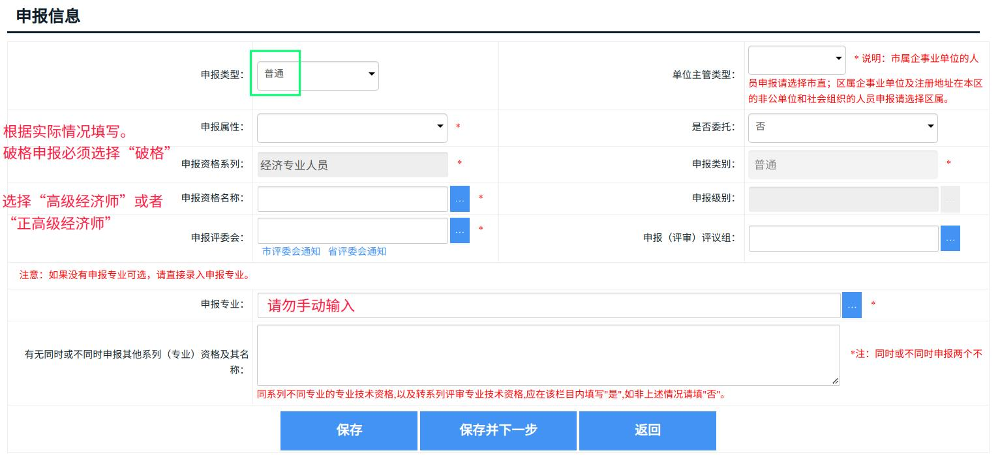 申报信息
申报类型：
普通
单位主管类型：
* 说明：市属企事业单位的人
员申报请选择市直；区属企事业单位及注册地址在本区
的非公单位和社会组织的人员申报请选择区属。
根据实际情况填写。
破格申报必须选择“破格”
申报属性：
*
是否委托：
否
申报资格系列：
经济专业人员
*
申报类别：
普通
*
选择“高级经济师”或者
“正高级经济师”
申报资格名称：
...
*
申报级别：
...
申报评委会：
...
*
市评委会通知 省评委会通知
申报（评审）评议组：
...
注意：如果没有申报专业可选，请直接录入申报专业。
申报专业：
请勿手动输入
...
*
有无同时或不同时申报其他系列（专业）资格及其名
称：
*注：同时或不同时申报两个不
同系列不同专业的专业技术资格,以及转系列评审专业技术资格,应在该栏目内填写"是",如非上述情况请填"否"。
保存
保存并下一步
返回